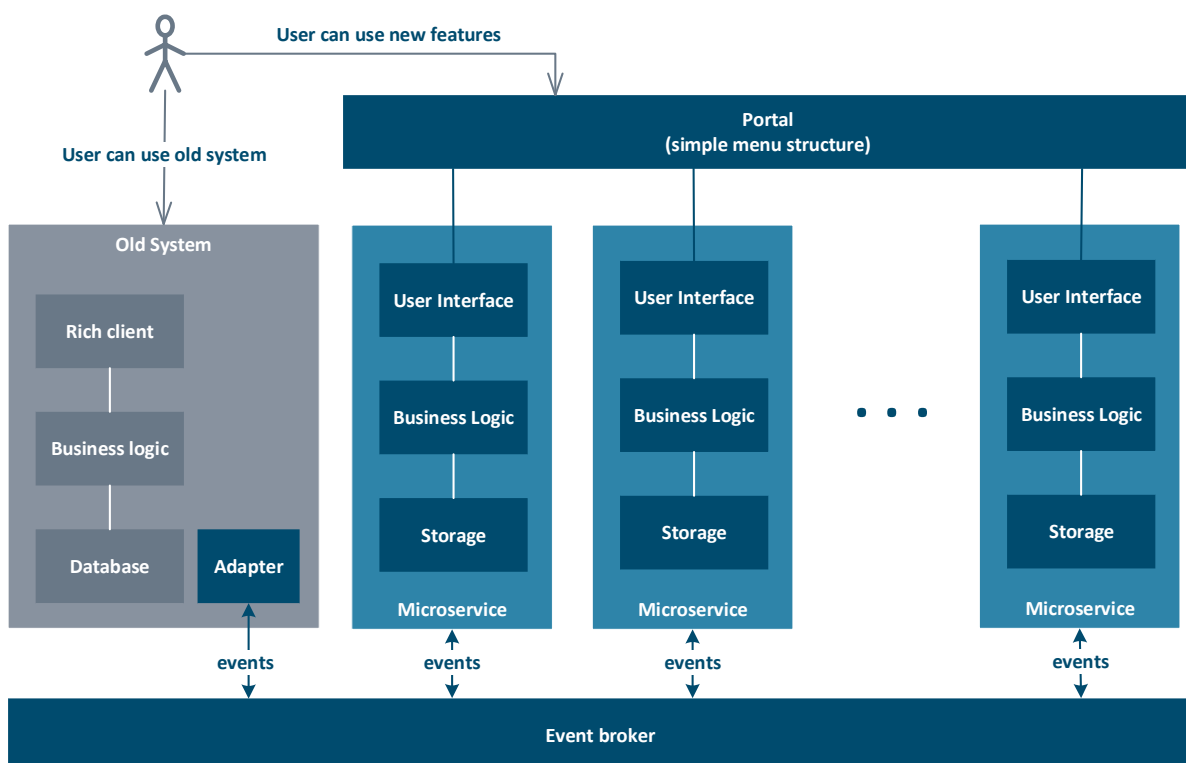 User can use new features
Portal
(simple menu structure)
User can use old system
Old System
Rich client
Business logic
Database
Adapter
User Interface
Business Logic
Storage
Microservice
User Interface
Business Logic
Storage
Microservice
. . .
User Interface
Business Logic
Storage
Microservice
events
events
events
events
Event broker